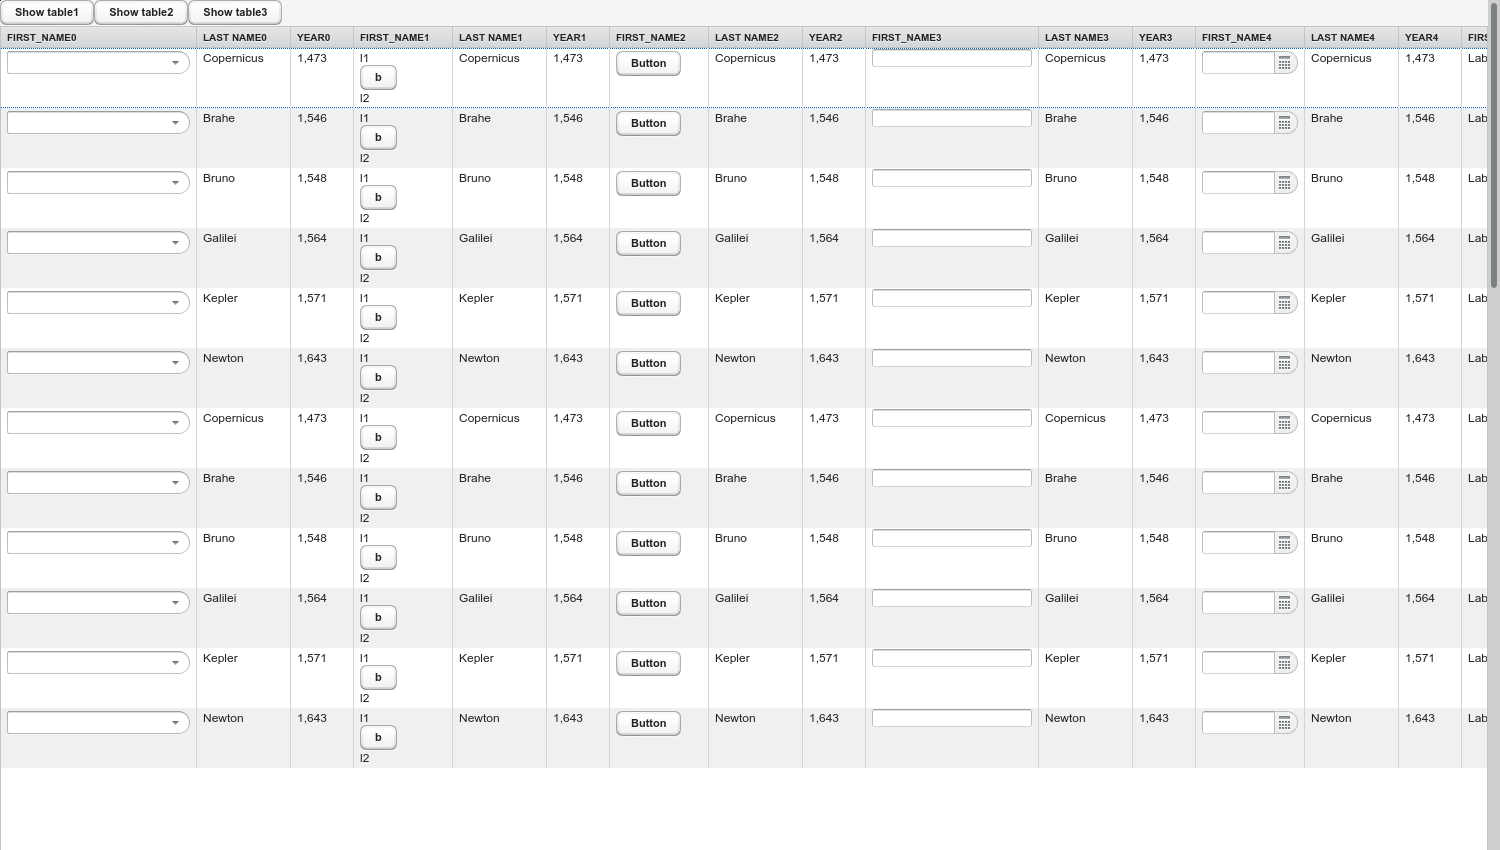 Show table1 Show table2 Show table3
FIRST_NAME0 LAST NAME0 YEAR0 FIRST_NAME1 LAST NAME1 YEAR1 FIRST_NAME2 LAST NAME2 YEAR2 FIRST_NAME3 LAST NAME3 YEAR3 FIRST_NAME4 LAST NAME4 YEAR4 FIRS
Copernicus 1,473 l1 Copernicus 1,473 Button Copernicus 1,473 Copernicus 1,473 Copernicus 1,473 Lab
b
l2
Brahe 1,546 l1 Brahe 1,546 Button Brahe 1,546 Brahe 1,546 Brahe 1,546 Lab
b
l2
Bruno 1,548 l1 Bruno 1,548 Button Bruno 1,548 Bruno 1,548 Bruno 1,548 Lab
b
l2
Galilei 1,564 l1 Galilei 1,564 Button Galilei 1,564 Galilei 1,564 Galilei 1,564 Lab
b
l2
Kepler 1,571 l1 Kepler 1,571 Button Kepler 1,571 Kepler 1,571 Kepler 1,571 Lab
b
l2
Newton 1,643 l1 Newton 1,643 Button Newton 1,643 Newton 1,643 Newton 1,643 Lab
b
l2
Copernicus 1,473 l1 Copernicus 1,473 Button Copernicus 1,473 Copernicus 1,473 Copernicus 1,473 Lab
b
l2
Brahe 1,546 l1 Brahe 1,546 Button Brahe 1,546 Brahe 1,546 Brahe 1,546 Lab
b
l2
Bruno 1,548 l1 Bruno 1,548 Button Bruno 1,548 Bruno 1,548 Bruno 1,548 Lab
b
l2
Galilei 1,564 l1 Galilei 1,564 Button Galilei 1,564 Galilei 1,564 Galilei 1,564 Lab
b
l2
Kepler 1,571 l1 Kepler 1,571 Button Kepler 1,571 Kepler 1,571 Kepler 1,571 Lab
b
l2
Newton 1,643 l1 Newton 1,643 Button Newton 1,643 Newton 1,643 Newton 1,643 Lab
b
l2